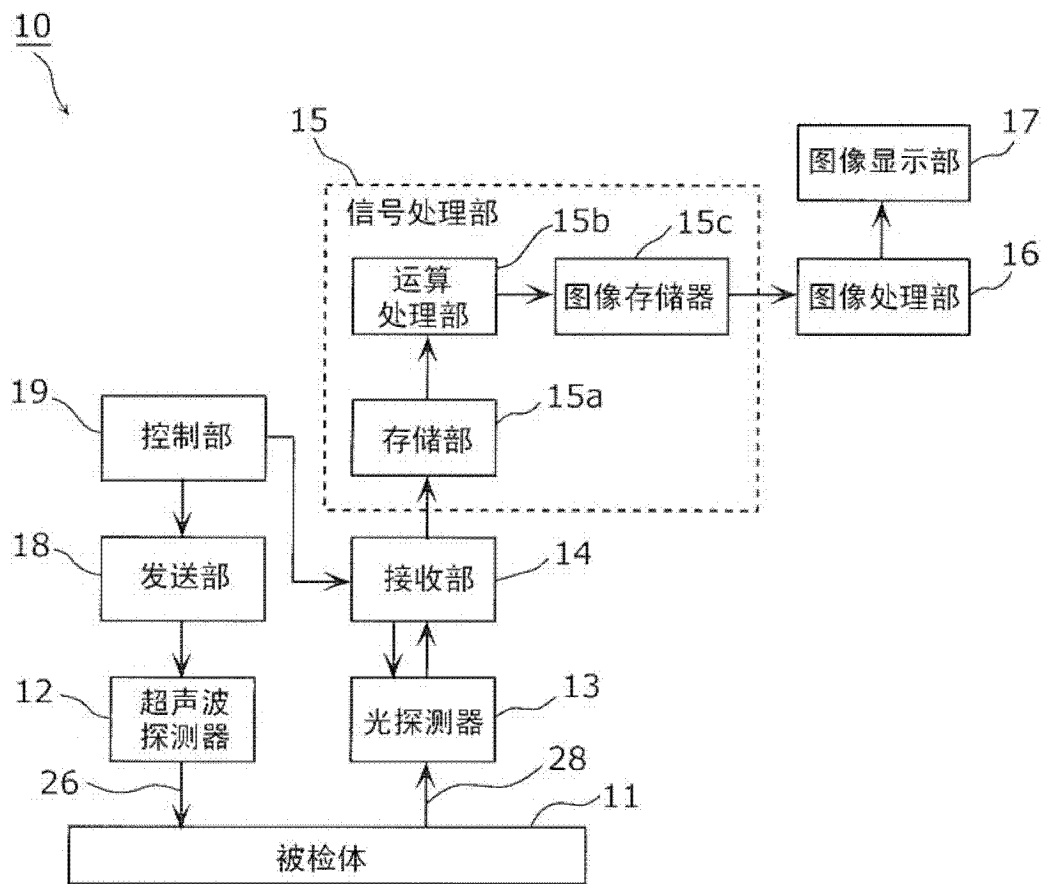 10
15
17
图像显示部
信号处理部
15b
15c
运算
处理部
图像存储器
图像处理部
16
19
控制部
15a
存储部
18
发送部
接收部
14
12
超声波
探测器
光探测器
13
26
28
11
被检体